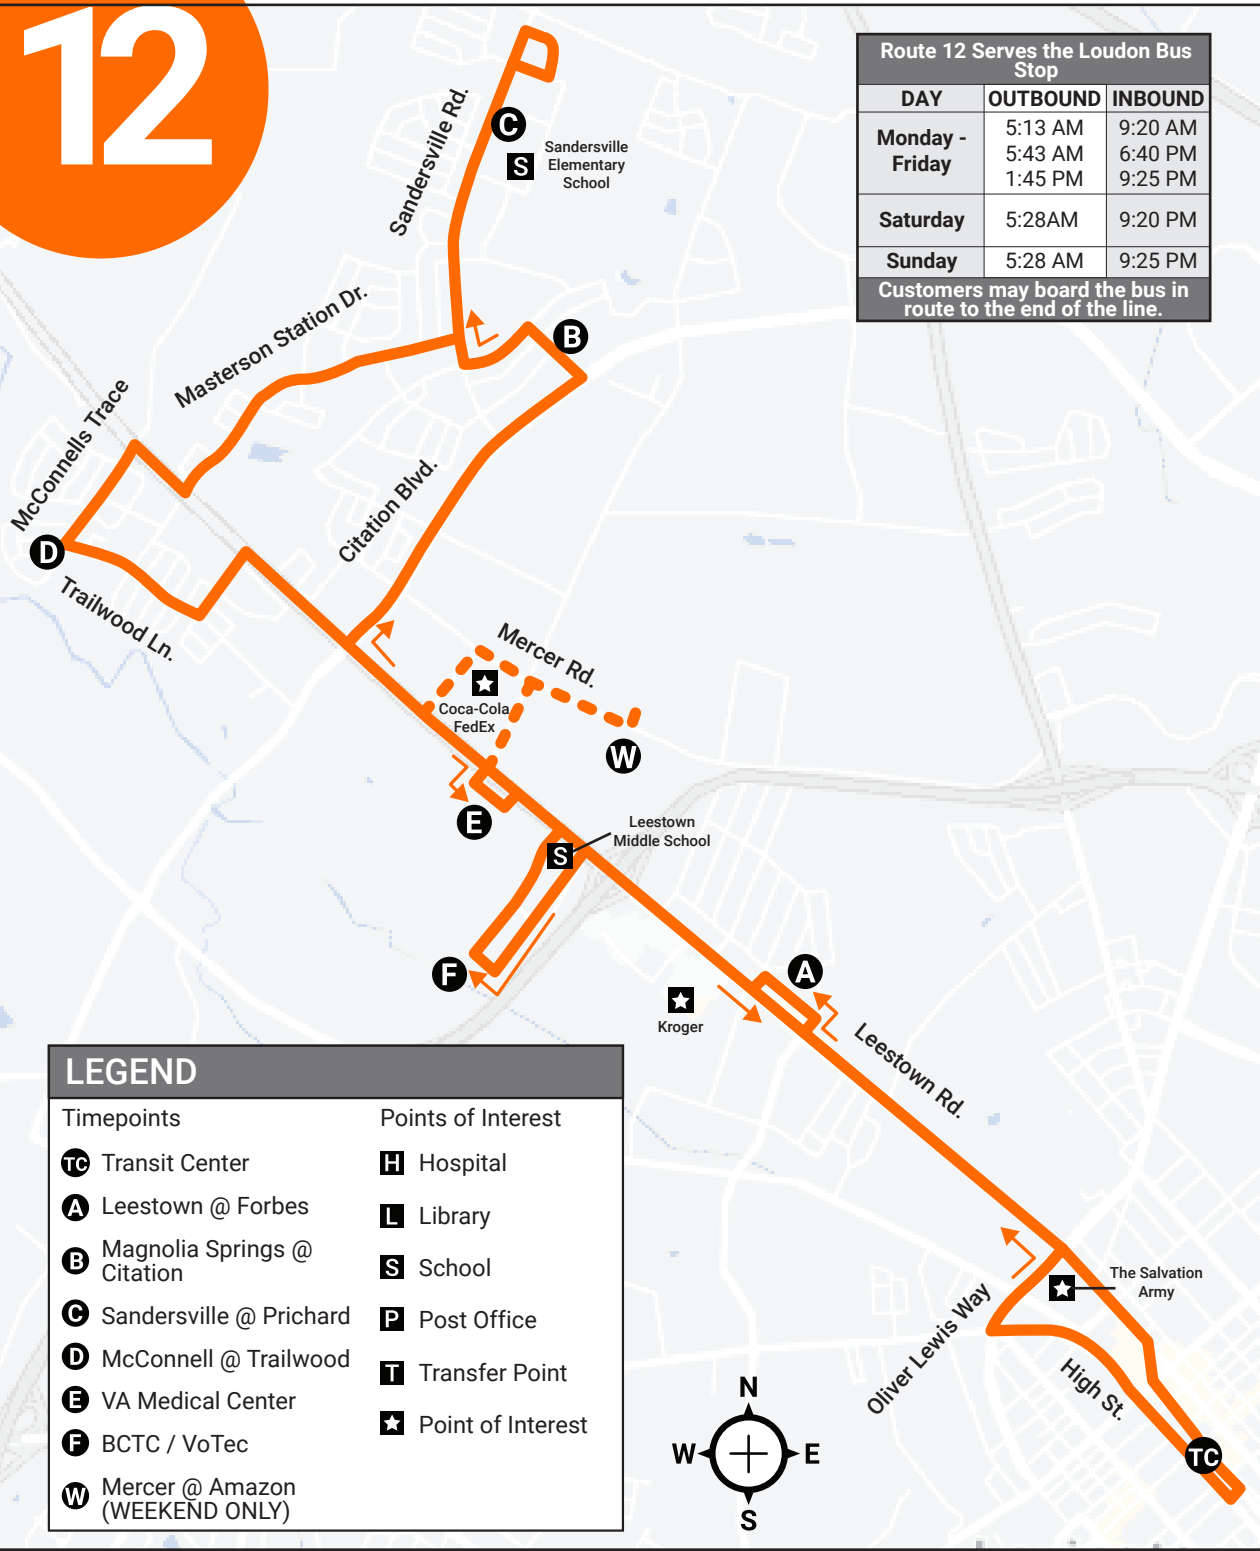 12
Route 12 Serves the Loudon Bus
Stop
DAY OUTBOUND INBOUND
Monday -
Friday
5:13 AM 9:20 AM
5:43 AM 6:40 PM
1:45 PM 9:25 PM
Saturday 5:28AM 9:20 PM
Sunday 5:28 AM 9:25 PM
Customers may board the bus in
route to the end of the line.
Sandersville Rd.
C
S
Sandersville
Elementary
School
Masterson Station Dr.
B
McConnells Trace
Citation Blvd.
D
Trailwood Ln.
Mercer Rd.
Coca-Cola
FedEx
W
E
Leestown
Middle School
S
F
A
Kroger
Leestown Rd.
The Salvation
Army
Oliver Lewis Way
High St.
TC
N
W E
S
LEGEND
Timepoints
TC Transit Center
A Leestown @ Forbes
B Magnolia Springs @
Citation
C Sandersville @ Prichard
D McConnell @ Trailwood
E VA Medical Center
F BCTC / VoTec
W Mercer @ Amazon
(WEEKEND ONLY)
Points of Interest
H Hospital
L Library
S School
P Post Office
T Transfer Point
Point of Interest